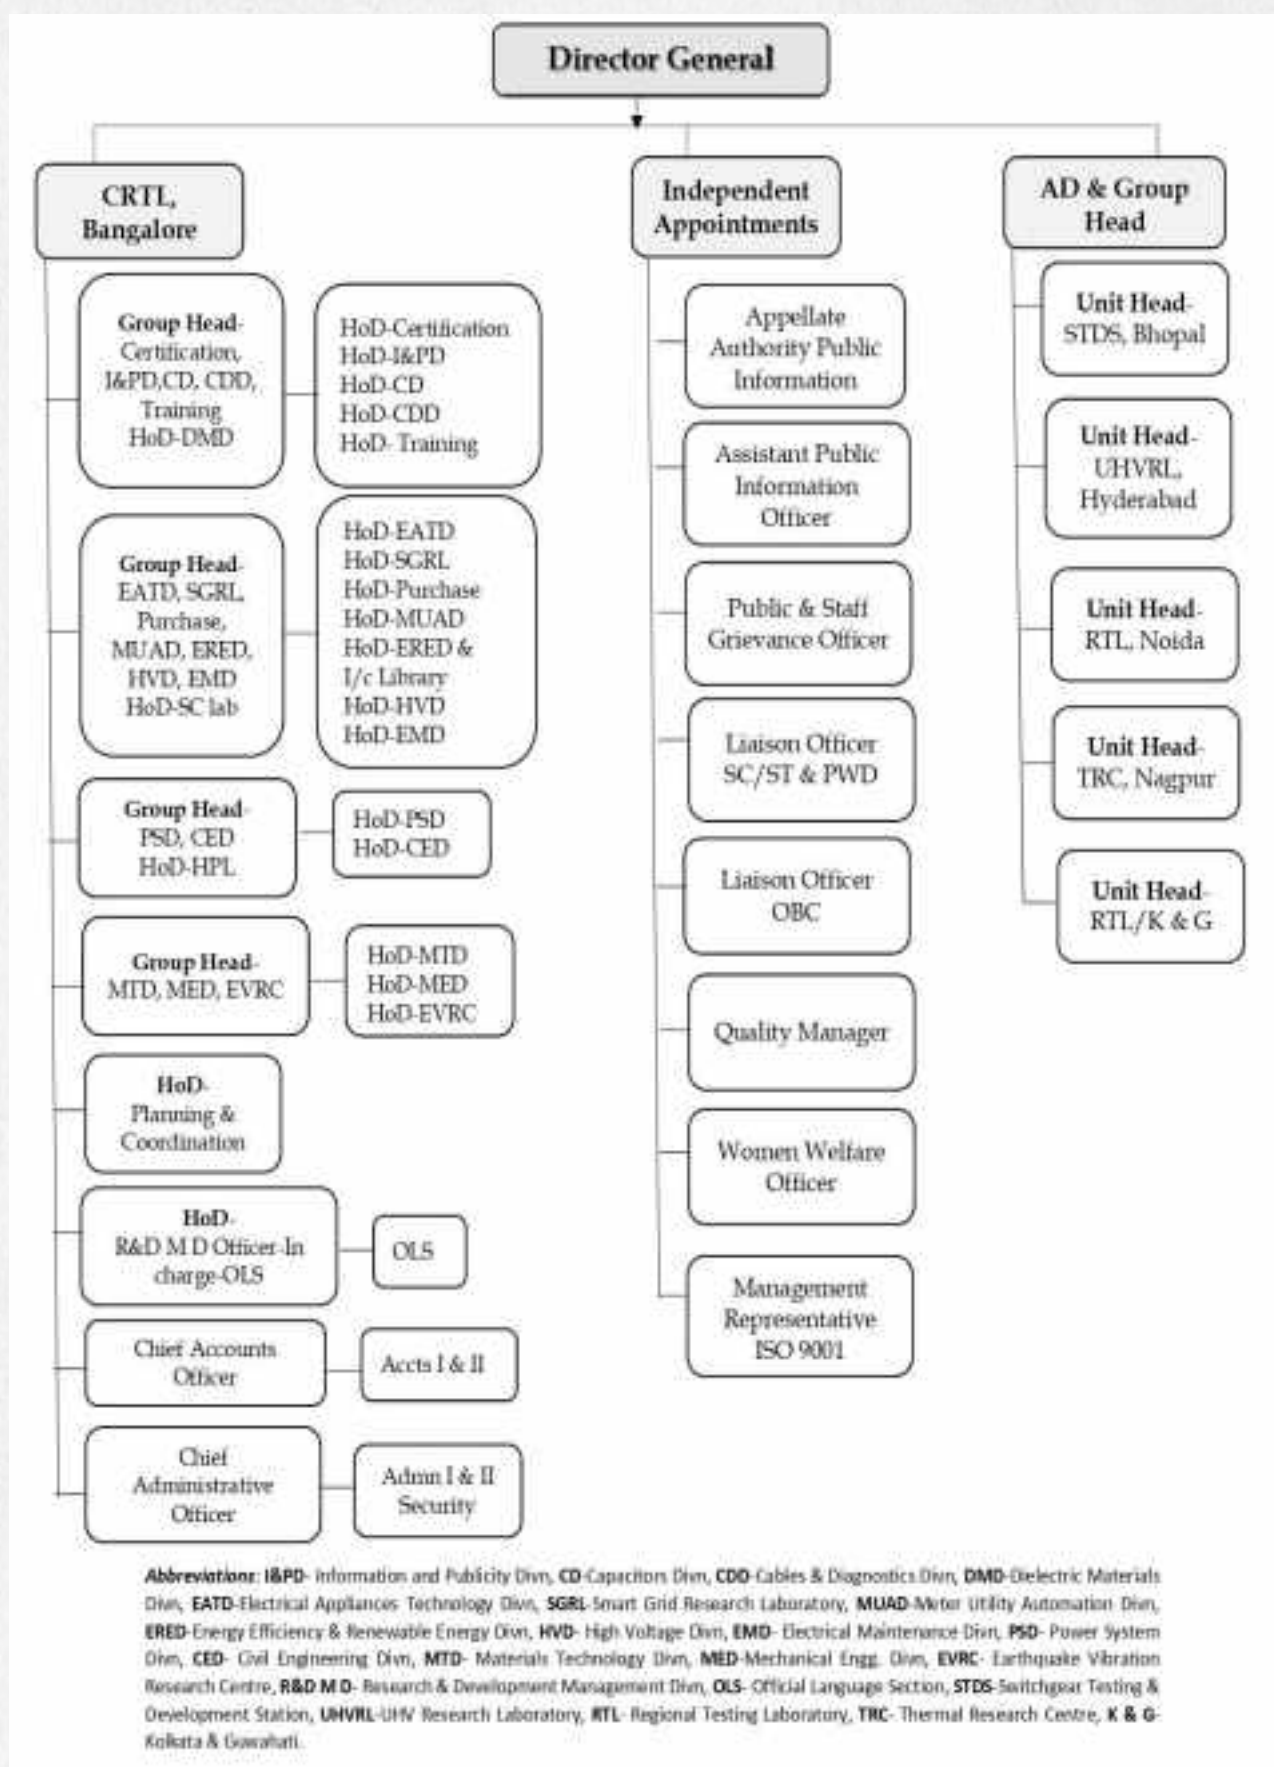 Director General
CRTL,
Bangalore
Group Head-
Certification,
I&PD,CD, CDD,
Training
HoD-DMD
HoD-Certification
HoD-I&PD
HoD-CD
HoD-CDD
HoD- Training
Group Head-
EATD, SGRL,
Purchase,
MUAD, ERED,
HVD, EMD
HoD-SC lab
HoD-EATD
HoD-SGRL
HoD-Purchase
HoD-MUAD
HoD-ERED &
I/c Library
HoD-HVD
HoD-EMD
Group Head-
PSD, CED
HoD-HPL
HoD-PSD
HoD-CED
Group Head-
MTD, MED, EVRC
HoD-MTD
HoD-MED
HoD-EVRC
HoD-
Planning &
Coordination
HoD-
R&D M D Officer-In
charge-OLS
OLS
Chief Accounts
Officer
Accts I & II
Chief
Administrative
Officer
Admn I & II
Security
Independent
Appointments
Appellate
Authority Public
Information
Assistant Public
Information
Officer
Public & Staff
Grievance Officer
Liaison Officer
SC/ST & PWD
Liaison Officer
OBC
Quality Manager
Women Welfare
Officer
Management
Representative
ISO 9001
AD & Group
Head
Unit Head-
STDS, Bhopal
Unit Head-
UHVRL,
Hyderabad
Unit Head-
RTL, Noida
Unit Head-
TRC, Nagpur
Unit Head-
RTL/K & G
Abbreviations: I&PD- Information and Publicity Divn, CD-Capacitors Divn, CDD-Cables & Diagnostics Divn, DMD-Dielectric Materials
Divn, EATD-Electrical Appliances Technology Divn, SGRL-Smart Grid Research Laboratory, MUAD-Meter Utility Automation Divn,
ERED-Energy Efficiency & Renewable Energy Divn, HVD- High Voltage Divn, EMD- Electrical Maintenance Divn, PSD- Power System
Divn, CED- Civil Engineering Divn, MTD- Materials Technology Divn, MED-Mechanical Engg. Divn, EVRC- Earthquake Vibration
Research Centre, R&D M D- Research & Development Management Divn, OLS- Official Language Section, STDS-Switchgear Testing &
Development Station, UHVRL-UHV Research Laboratory, RTL- Regional Testing Laboratory, TRC- Thermal Research Centre, K & G-
Kolkata & Guwahati.